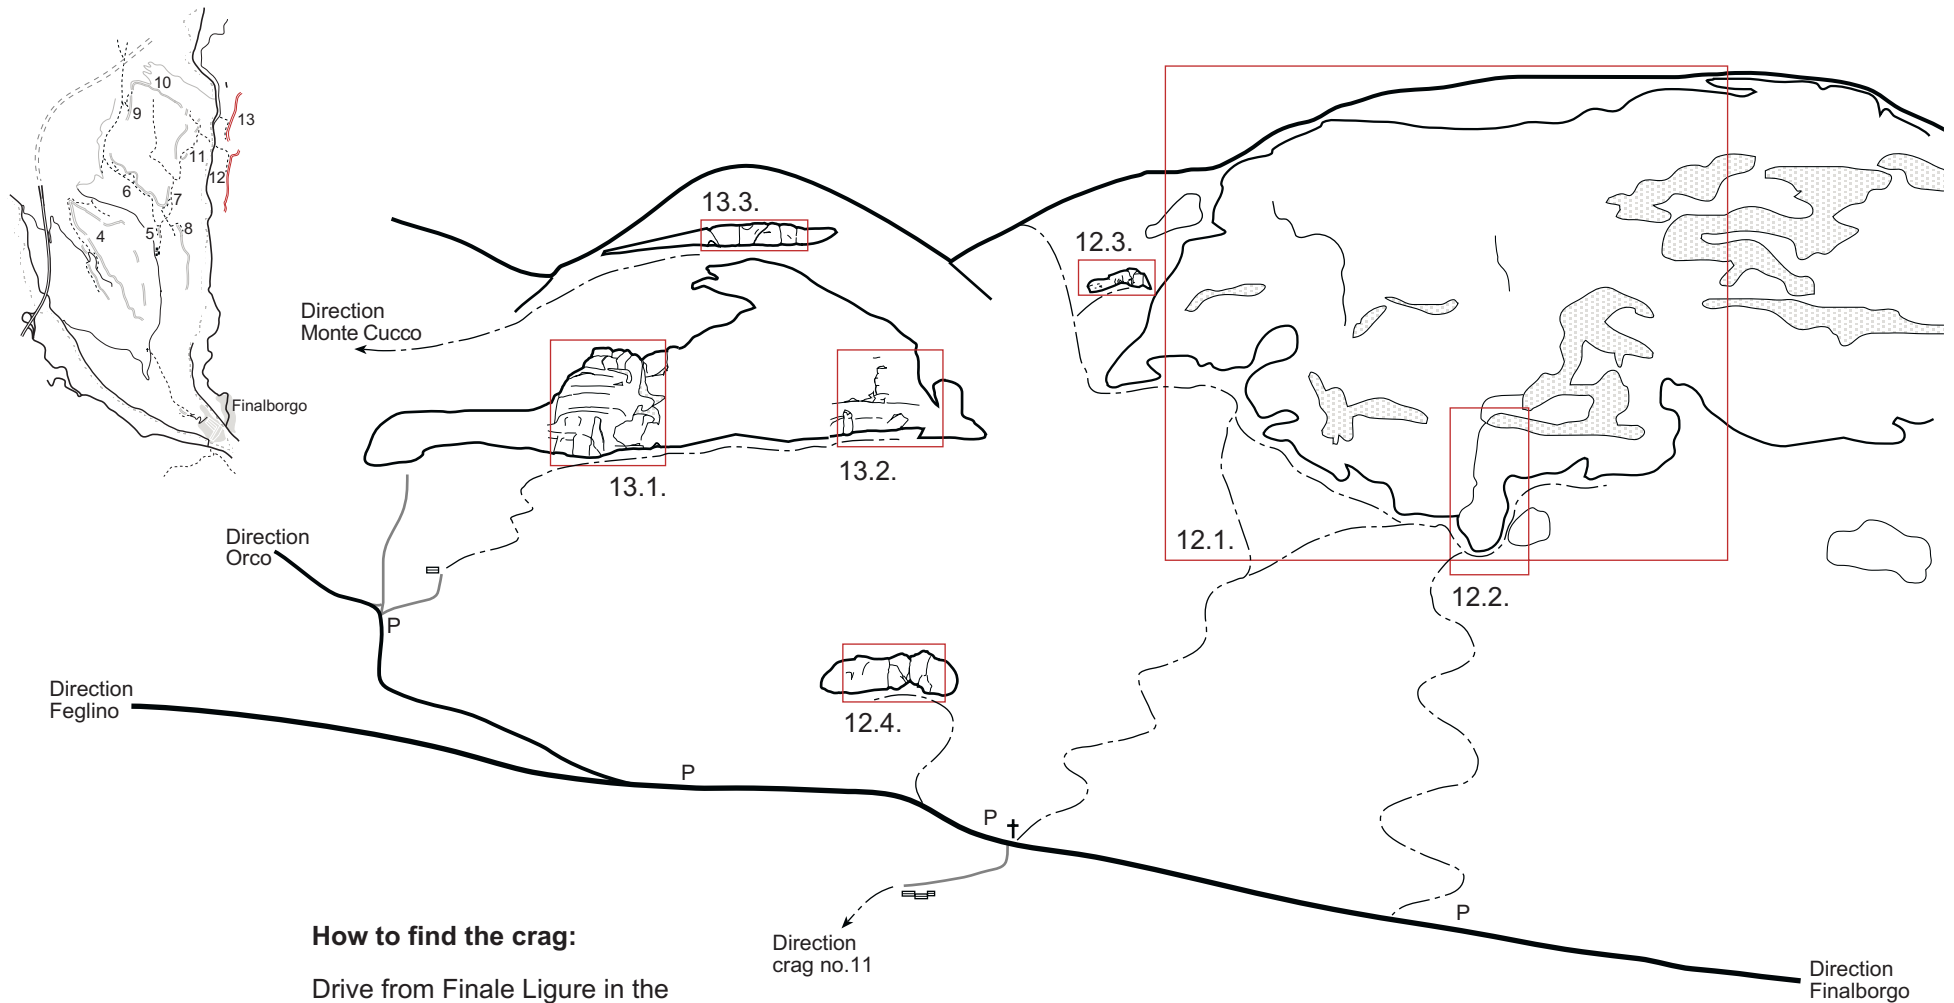 10
9
13
11
12
6
7
8
5
4
Finalborgo
13.3.
12.3.
Direction
Monte Cucco
13.1.
13.2.
12.1.
12.2.
Direction
Orco
P
Direction
Feglino
12.4.
P
P
P
Direction
crag no.11
Direction
Finalborgo
How to find the crag:
Drive from Finale Ligure in the